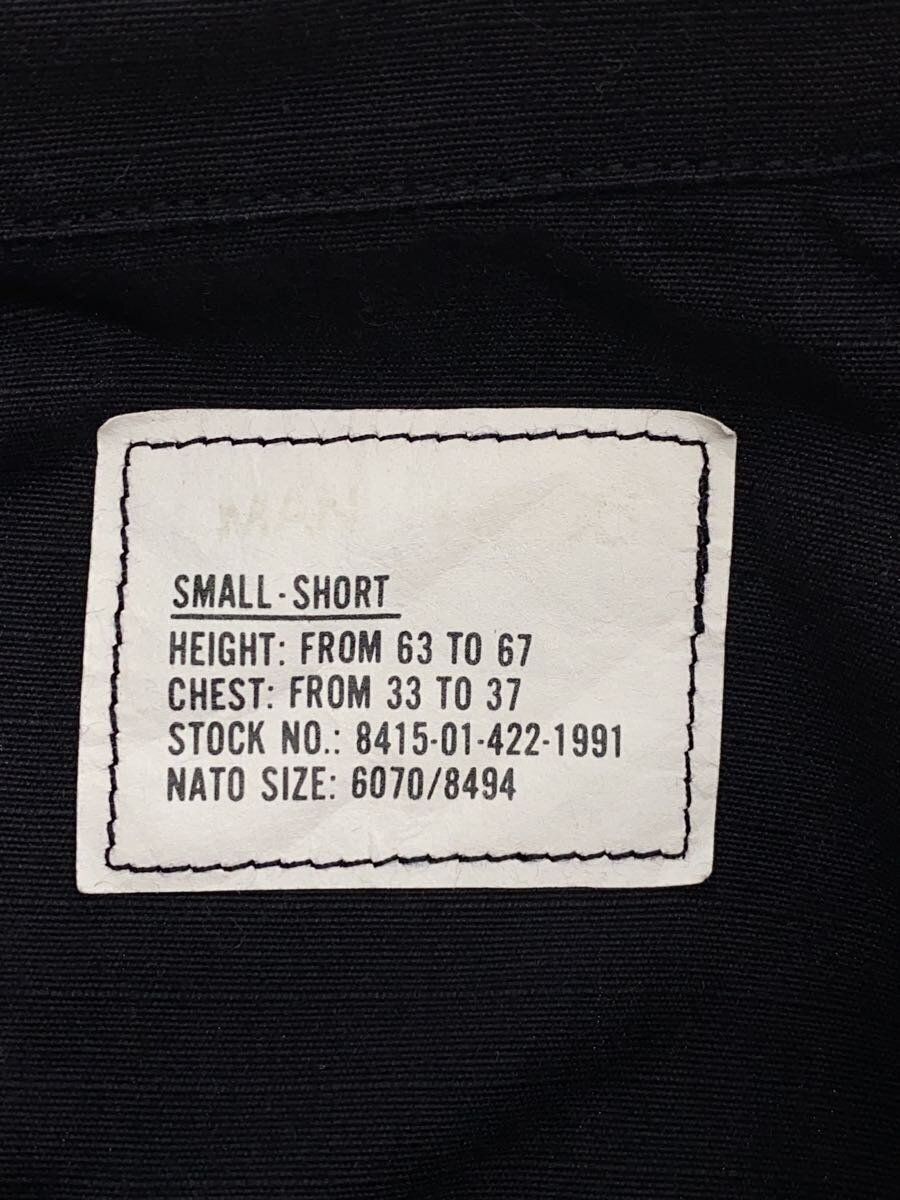 SMALL - SHORT
HEIGHT: FROM 63 TO 67
CHEST: FROM 33 TO 37
STOCK NO.: 8415-01-422-1991
NATO SIZE: 6070/8494